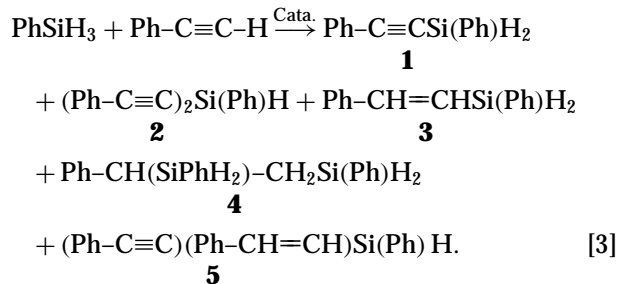 Cata.
PhSiH₃ + Ph–C≡C–H ⟶ Ph–C≡CSi(Ph)H₂
1
+ (Ph–C≡C)₂Si(Ph)H + Ph–CH=CHSi(Ph)H₂
2 3
+ Ph–CH(SiPhH₂)–CH₂Si(Ph)H₂
4
+ (Ph–C≡C)(Ph–CH=CH)Si(Ph) H. [3]
5